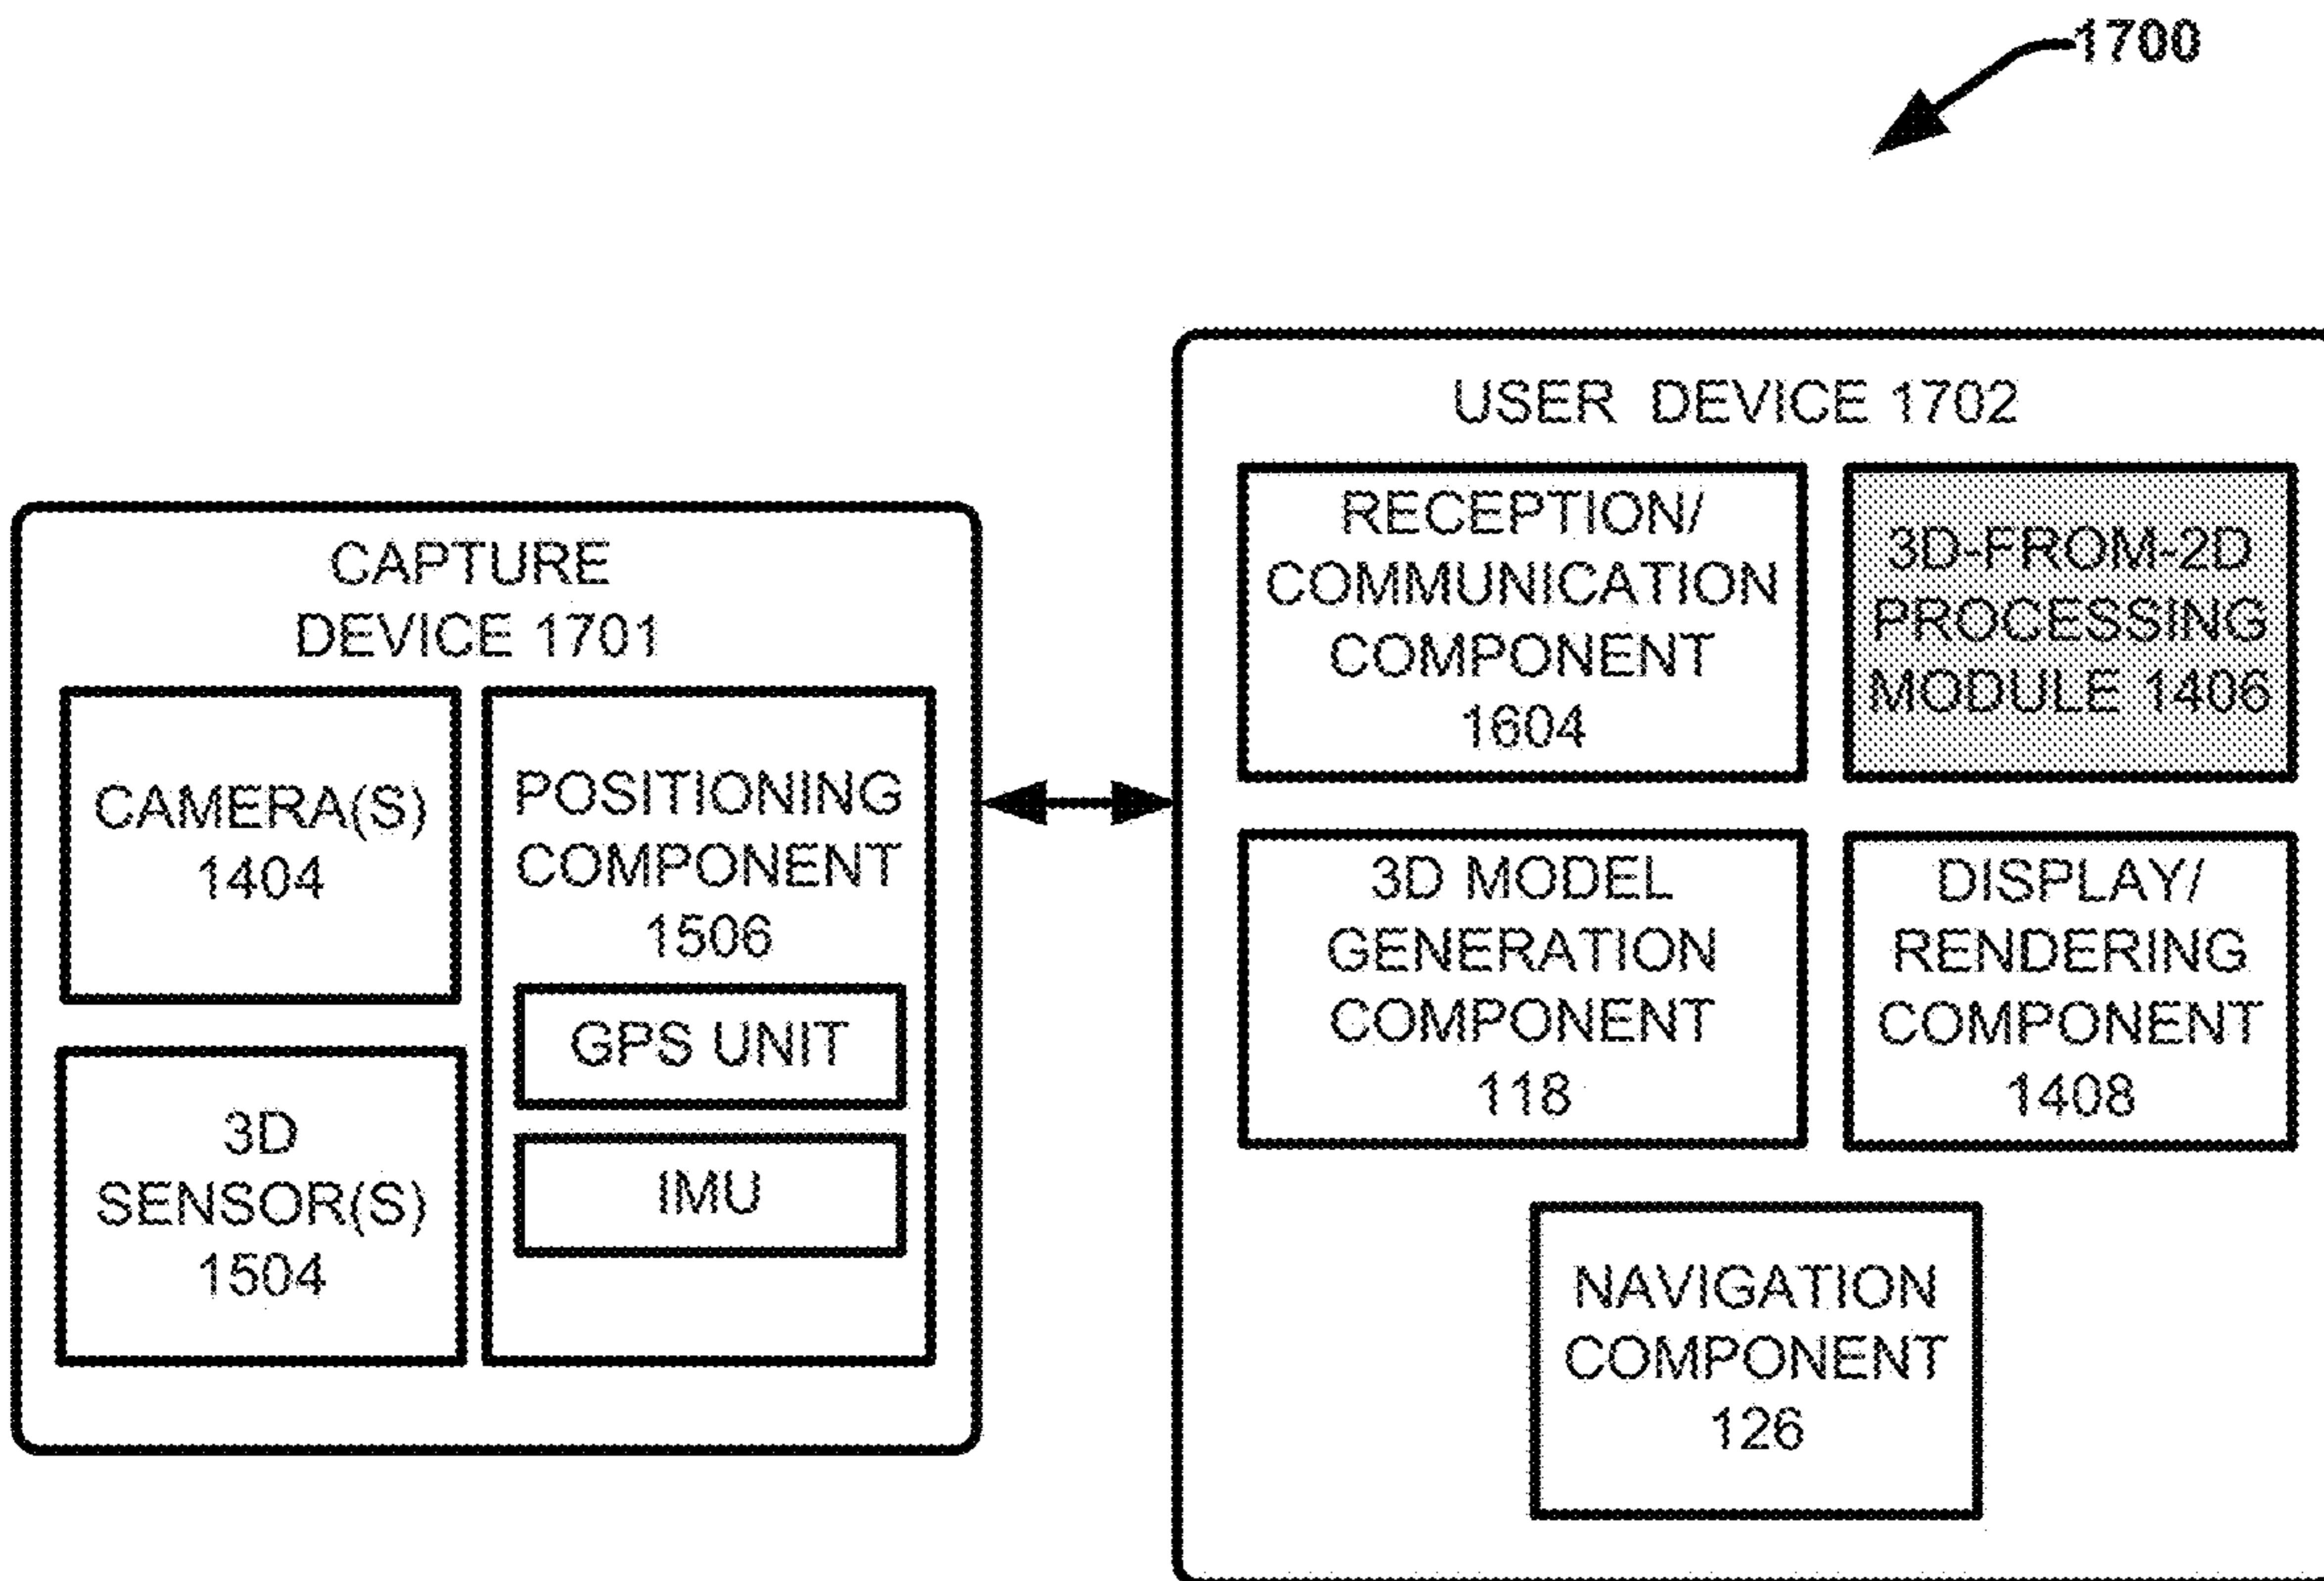 1700
CAPTURE
DEVICE 1701
CAMERA(S)
1404
3D
SENSOR(S)
1504
POSITIONING
COMPONENT
1506
GPS UNIT
IMU
USER DEVICE 1702
RECEPTION/
COMMUNICATION
COMPONENT
1604
3D-FROM-2D
PROCESSING
MODULE 1406
3D MODEL
GENERATION
COMPONENT
118
DISPLAY/
RENDERING
COMPONENT
1408
NAVIGATION
COMPONENT
126